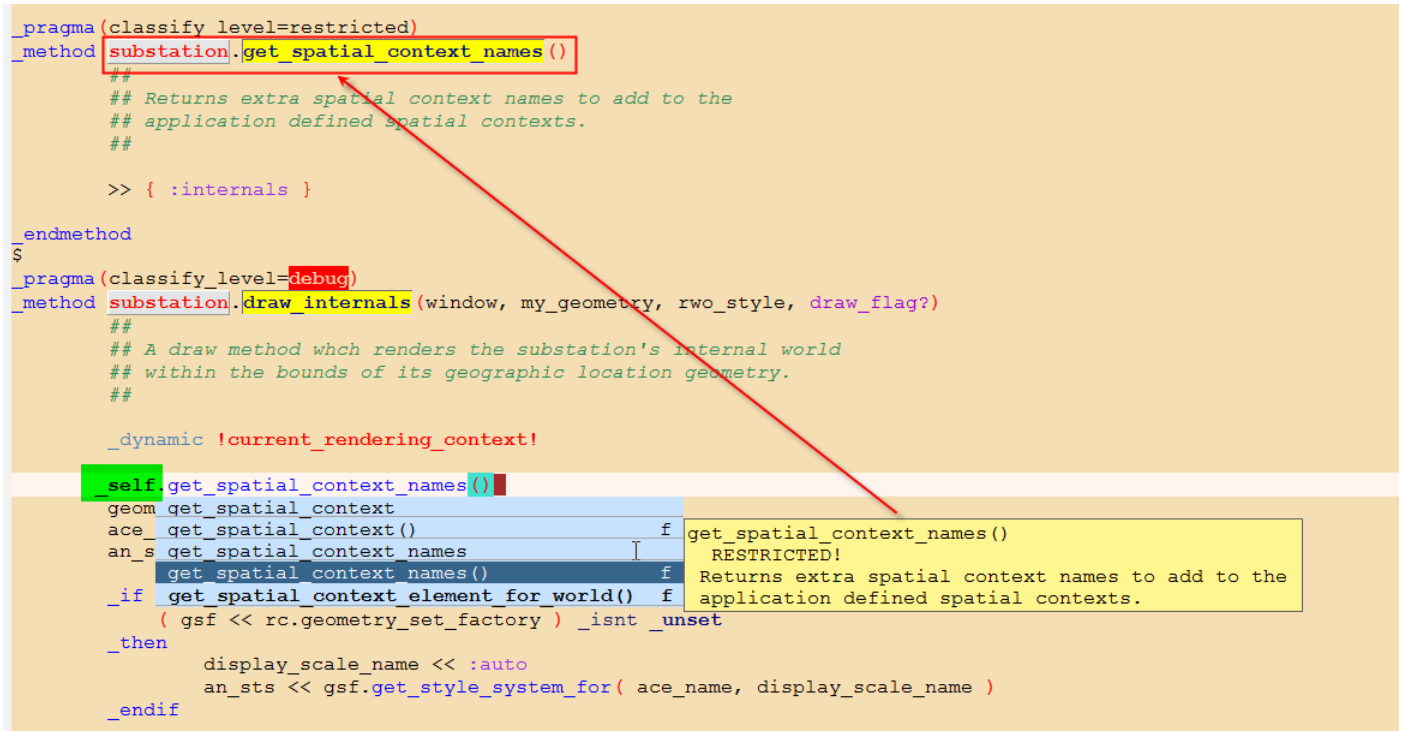 _pragma(classify_level=restricted)
_method substation.get_spatial_context_names()
##
## Returns extra spatial context names to add to the
## application defined spatial contexts.
##
>> { :internals }
_endmethod
$
_pragma(classify_level=debug)
_method substation.draw_internals(window, my_geometry, rwo_style, draw_flag?)
##
## A draw method whch renders the substation's internal world
## within the bounds of its geographic location geometry.
##
_dynamic !current_rendering_context!
_self.get_spatial_context_names()
geom get_spatial_context
ace_ get_spatial_context() f get_spatial_context_names()
an_s get_spatial_context_names RESTRICTED!
get_spatial_context_names() f Returns extra spatial context names to add to the
_if get_spatial_context_element_for_world() f application defined spatial contexts.
( gsf << rc.geometry_set_factory ) _isnt _unset
_then
display_scale_name << :auto
an_sts << gsf.get_style_system_for( ace_name, display_scale_name )
_endif